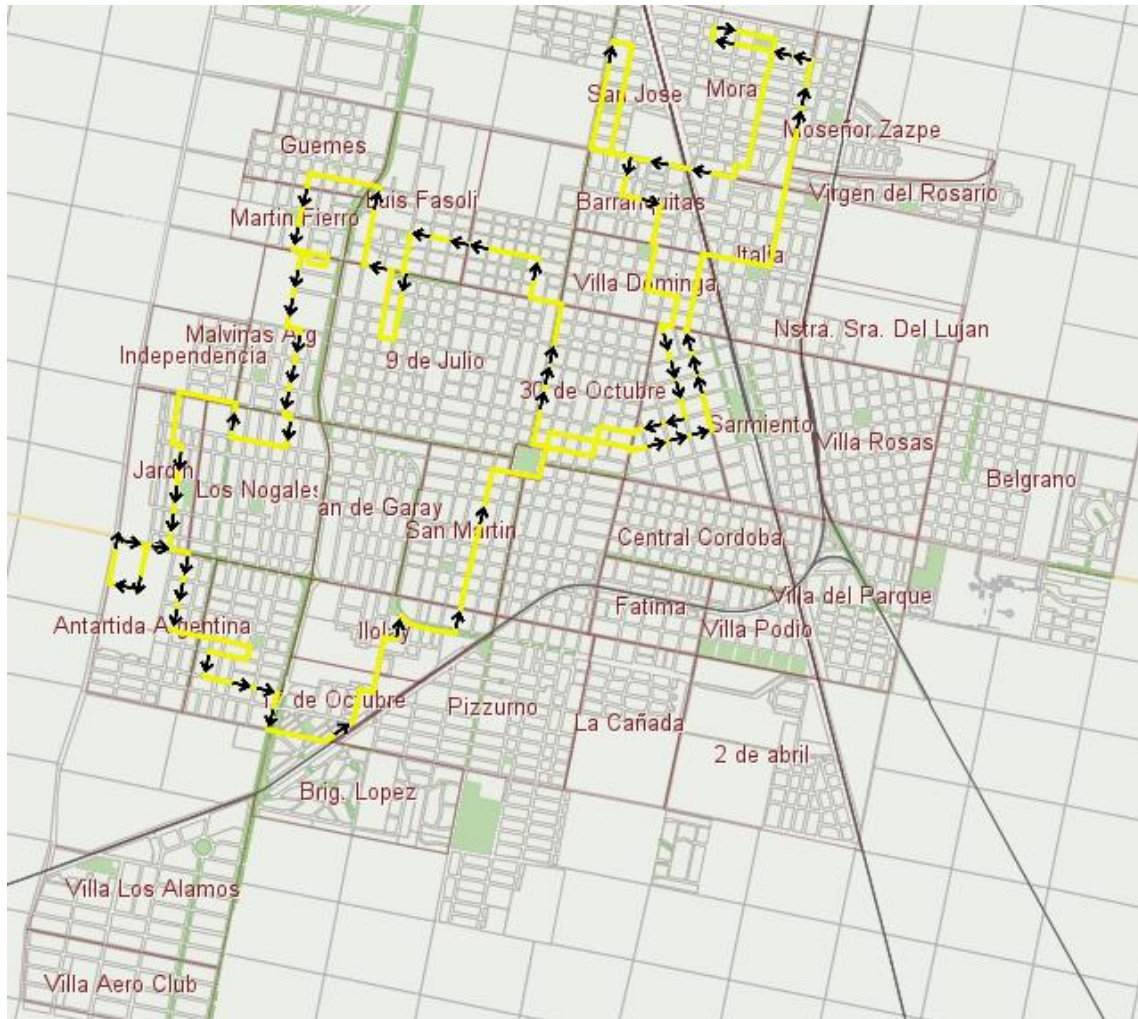 San Jose
Mora
Moseñor Zazpe
Guemes
Virgen del Rosario
Luis Fasoli
Barranquitas
Martin Fierro
Italia
Villa Dominga
Nstra. Sra. Del Lujan
Malvinas Arg
Independencia
9 de Julio
30 de Octubre
Sarmiento
Villa Rosas
Jardin
Los Nogales
an de Garay
Belgrano
San Martin
Central Cordoba
Villa del Parque
Fatima
Antartida Argentina
Ilolay
Villa Podio
17 de Octubre
Pizzurno
La Cañada
2 de abril
Brig. Lopez
Villa Los Alamos
Villa Aero Club